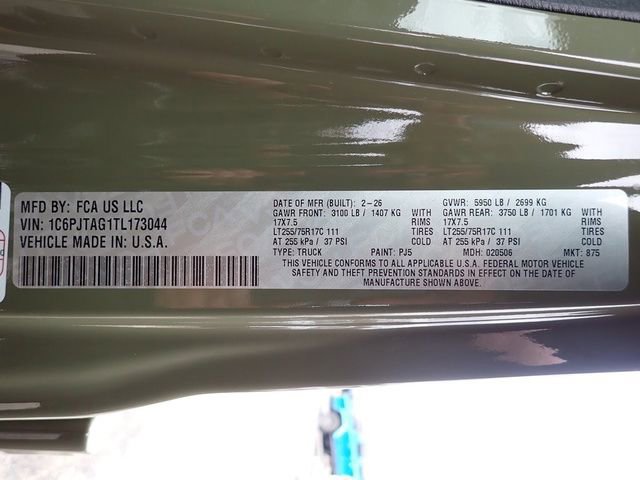 MFD BY: FCA US LLC
VIN: 1C6PJTAG1TL173044
VEHICLE MADE IN U.S.A.
DATE OF MFR (BUILT): 2-26
GAWR FRONT: 3100 LB / 1407 KG WITH
17X7.5 RIMS
LT255/75R17C 111
AT 255 kPa / 37 PSI COLD
TYPE: TRUCK PAINT: PJ5
GVWR: 5950 LB / 2699 KG
GAWR REAR: 3750 LB / 1701 KG WITH
17X7.5 RIMS
LT255/75R17C 111
AT 255 kPa / 37 PSI COLD
MDH: 020506 MKT: 875
THIS VEHICLE CONFORMS TO ALL APPLICABLE U.S.A. FEDERAL MOTOR VEHICLE
SAFETY AND THEFT PREVENTION STANDARDS IN EFFECT ON THE DATE OF
MANUFACTURE SHOWN ABOVE.